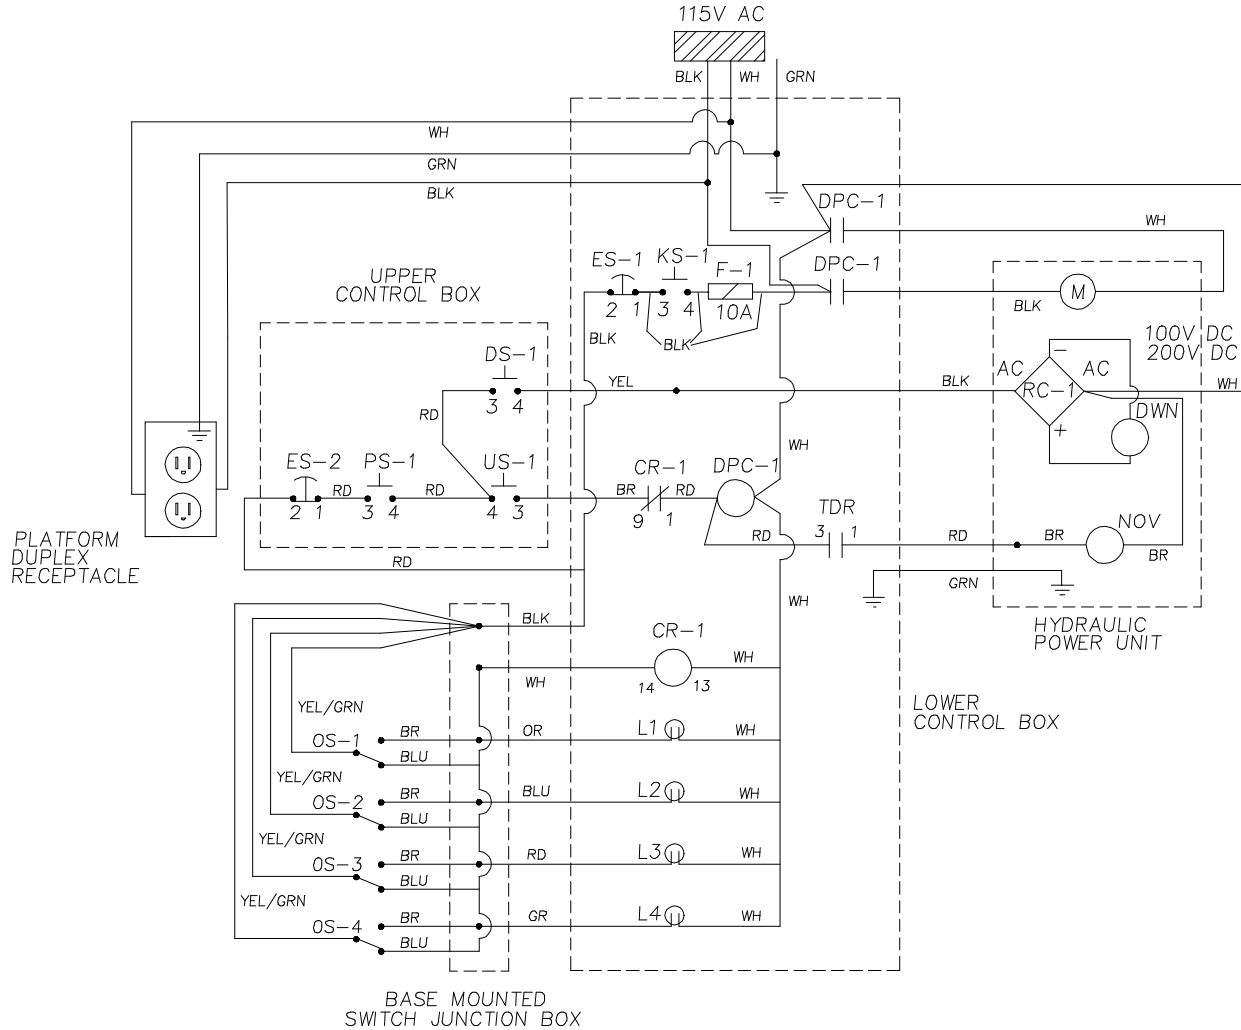 115V AC
BLK WH GRN
WH
GRN
BLK
DPC-1
WH
ES-1 KS-1
F-1
DPC-1
UPPER
CONTROL BOX
M
2 1 3 4 10A
BLK
BLK
BLK
100V DC
200V DC
DS-1
YEL
BLK
AC
RC-1
AC
-
+
WH
RD
3 4
DWN
WH
ES-2 PS-1 US-1
CR-1 DPC-1
RD RD
BR RD
2 1 3 4 4 3
9 1
TDR
3 1
NOV
RD
RD
BR
BR
PLATFORM
DUPLEX
RECEPTACLE
RD
GRN
WH
BLK
CR-1
HYDRAULIC
POWER UNIT
WH
WH
14 13
YEL/GRN
LOWER
CONTROL BOX
OS-1
BR
BLU
OR
L1
WH
YEL/GRN
OS-2
BR
BLU
BLU
L2
WH
YEL/GRN
OS-3
BR
BLU
RD
L3
WH
YEL/GRN
OS-4
BR
BLU
GR
L4
WH
BASE MOUNTED
SWITCH JUNCTION BOX